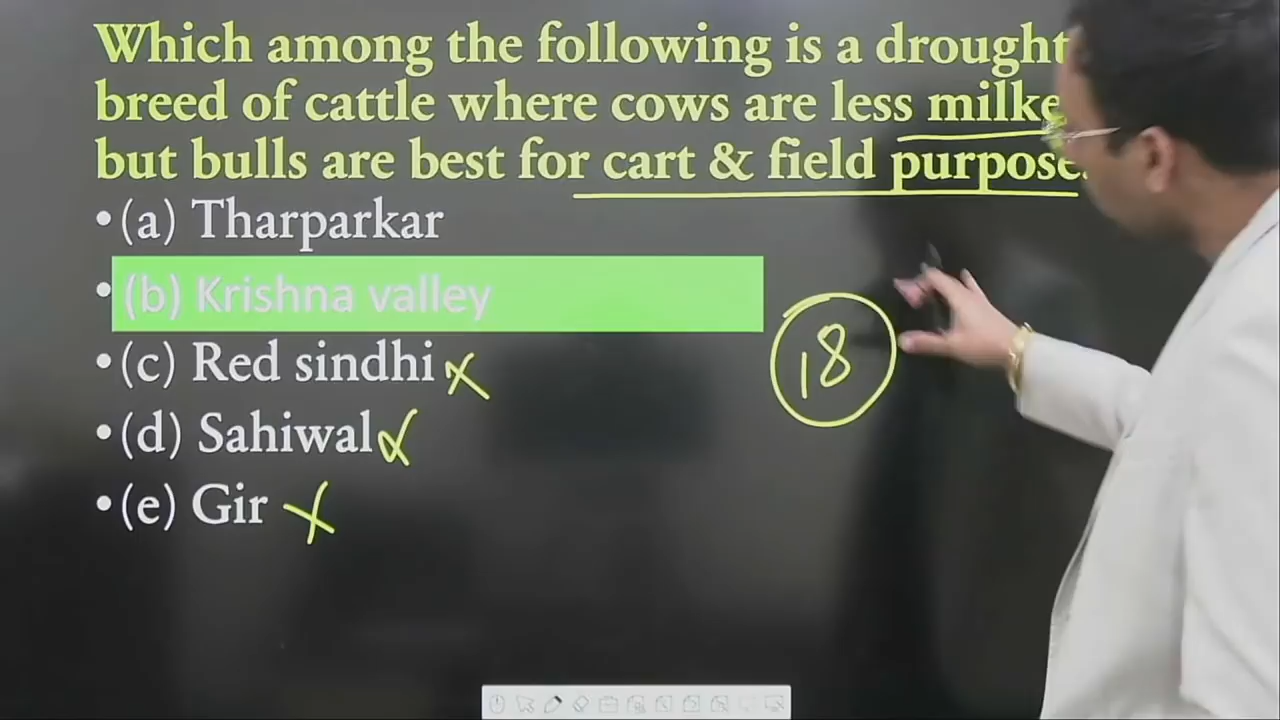 Which among the following is a drought
breed of cattle where cows are less milke
but bulls are best for cart & field purpose.
•(a) Tharparkar
•(b) Krishna valley
•(c) Red sindhi x
•(d) Sahiwal x
•(e) Gir x
18